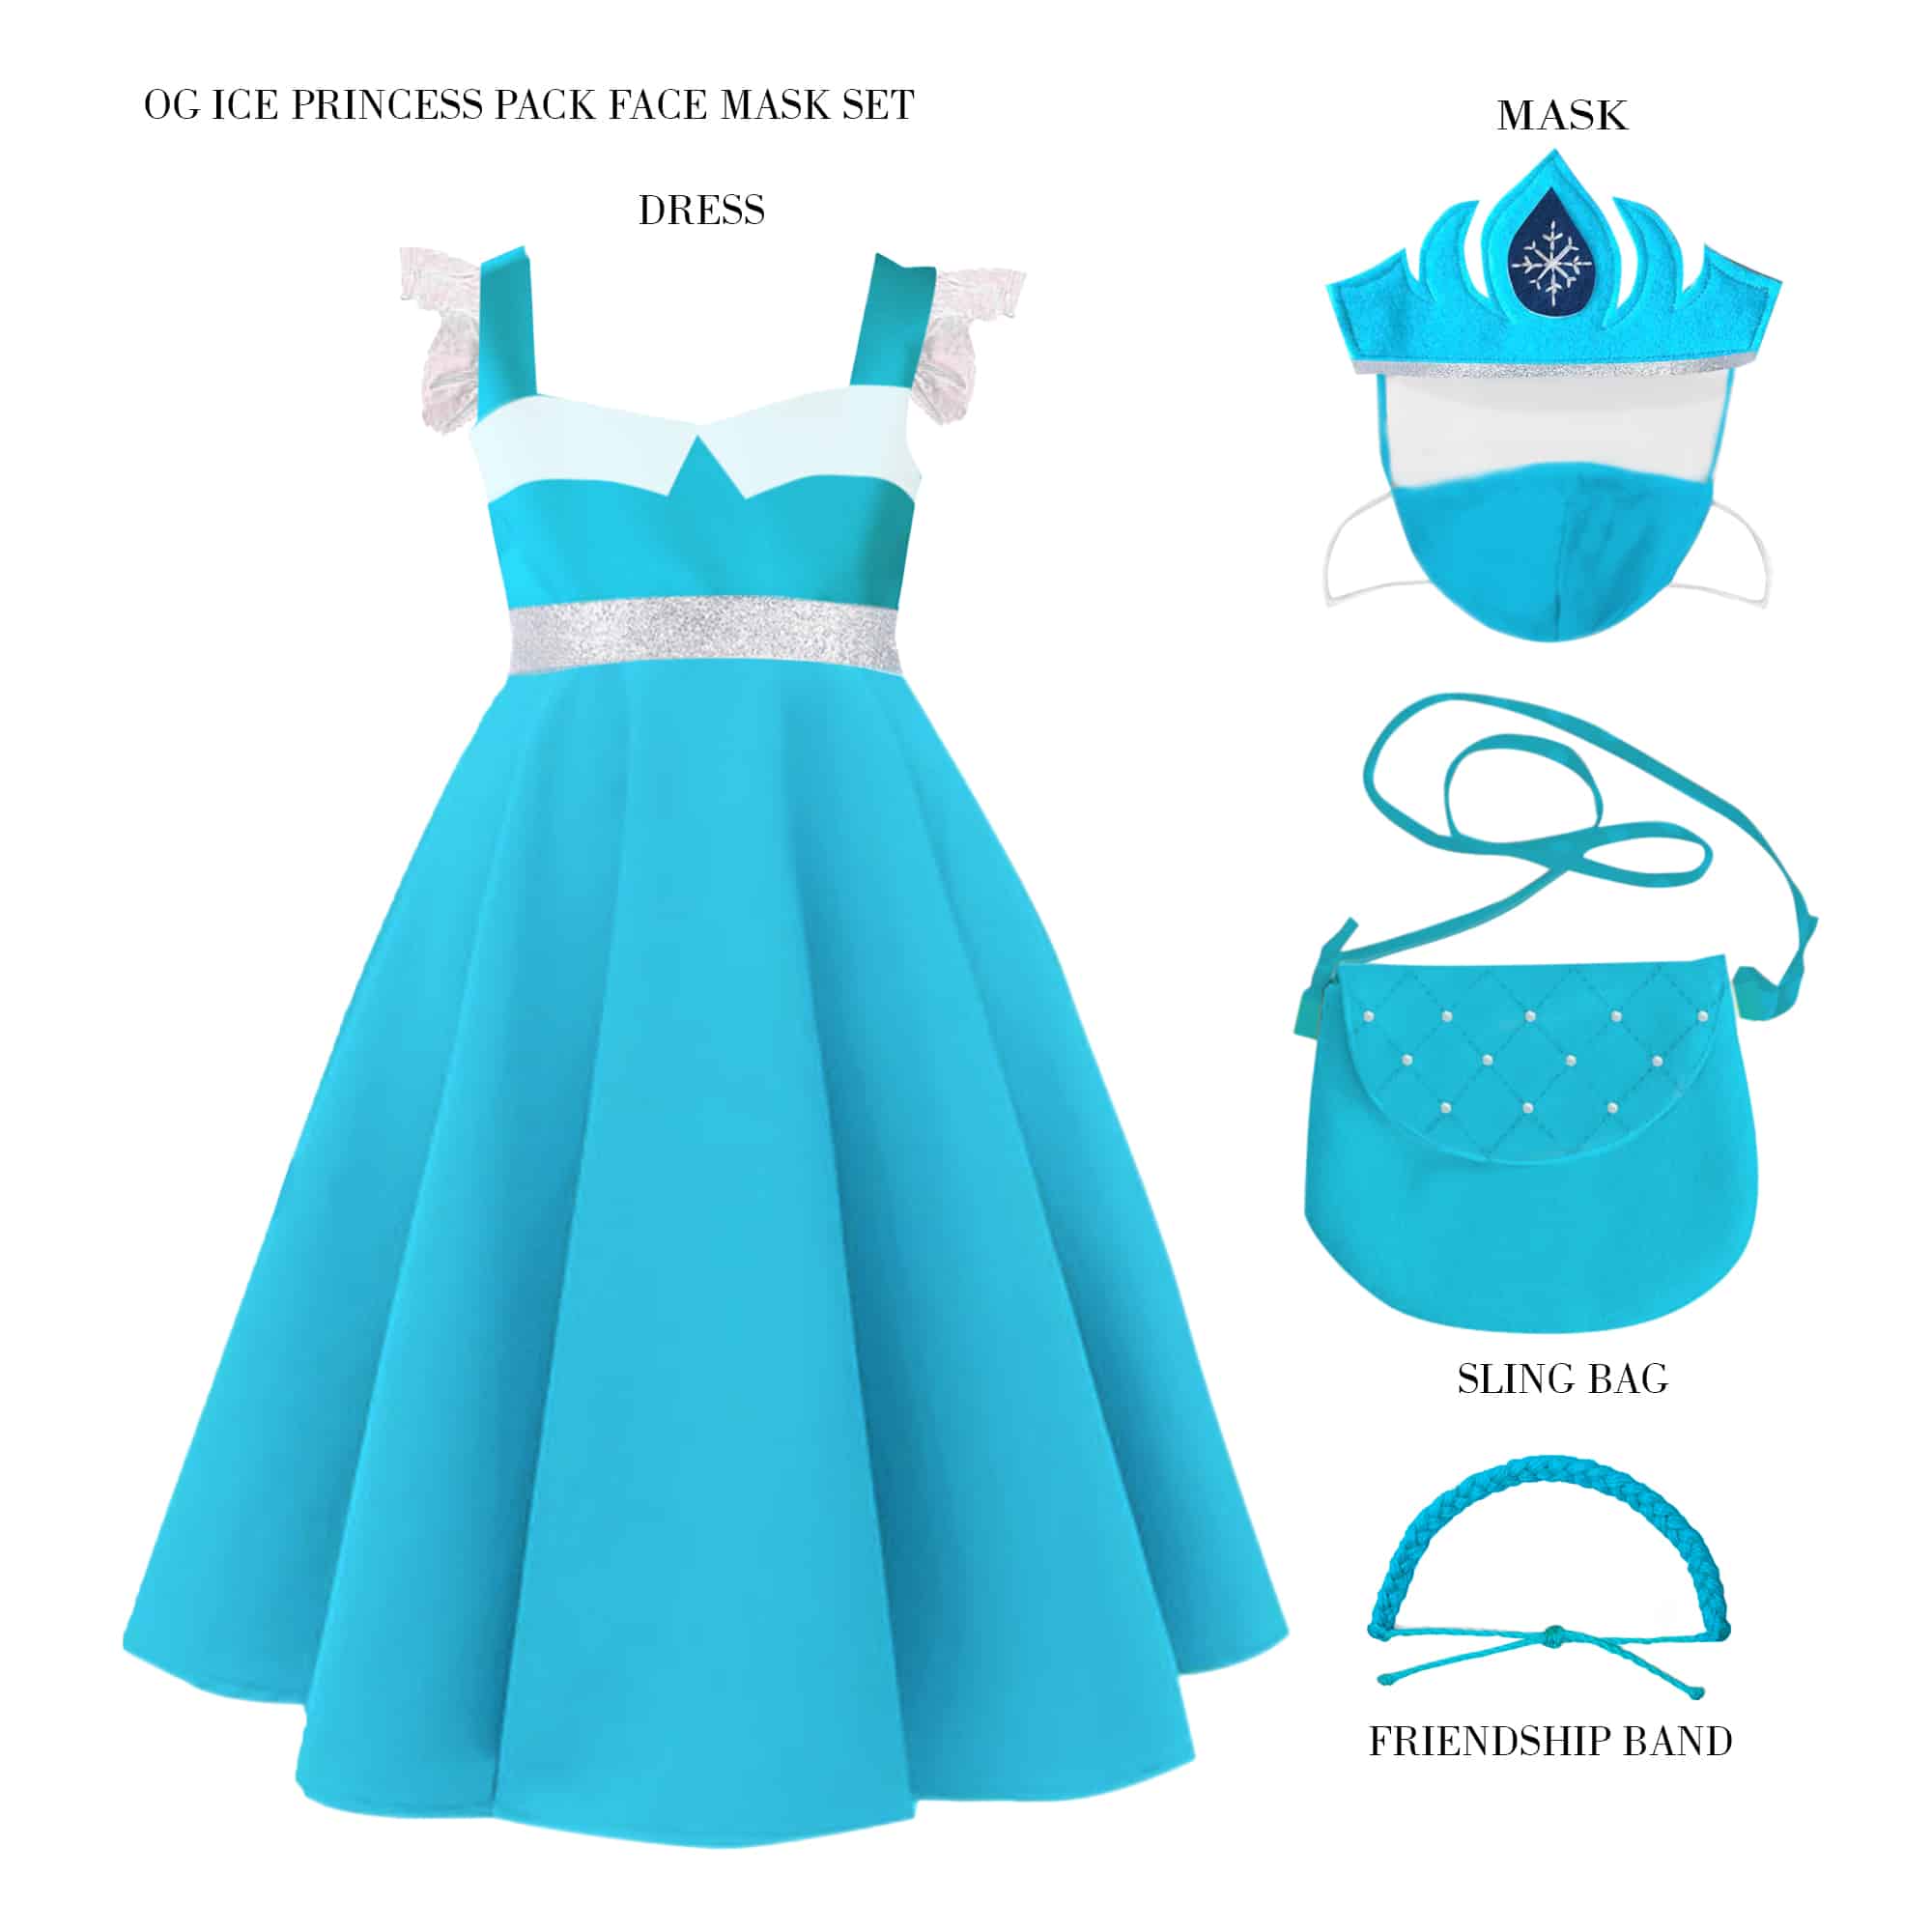 OG ICE PRINCESS PACK FACE MASK SET
MASK
DRESS
SLING BAG
FRIENDSHIP BAND